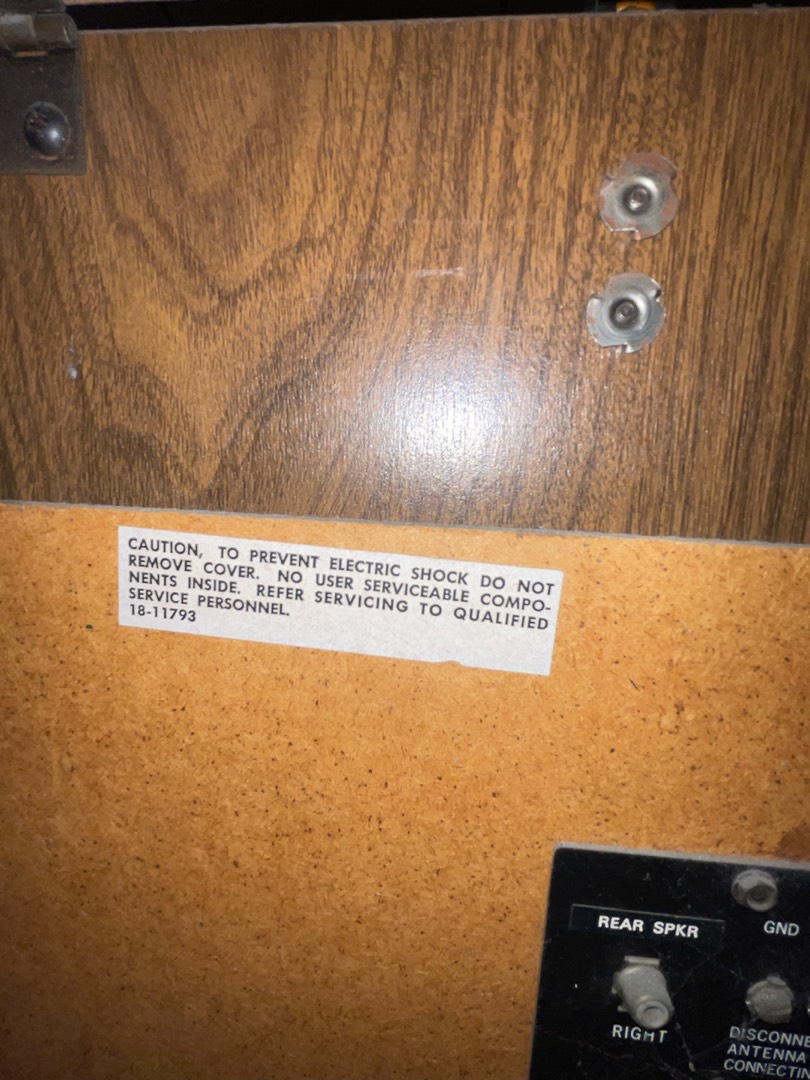 CAUTION, TO PREVENT ELECTRIC SHOCK DO NOT
REMOVE COVER. NO USER SERVICEABLE COMPO-
NENTS INSIDE. REFER SERVICING TO QUALIFIED
SERVICE PERSONNEL.
18-11793
REAR SPKR
GND
RIGHT
ANTENNA